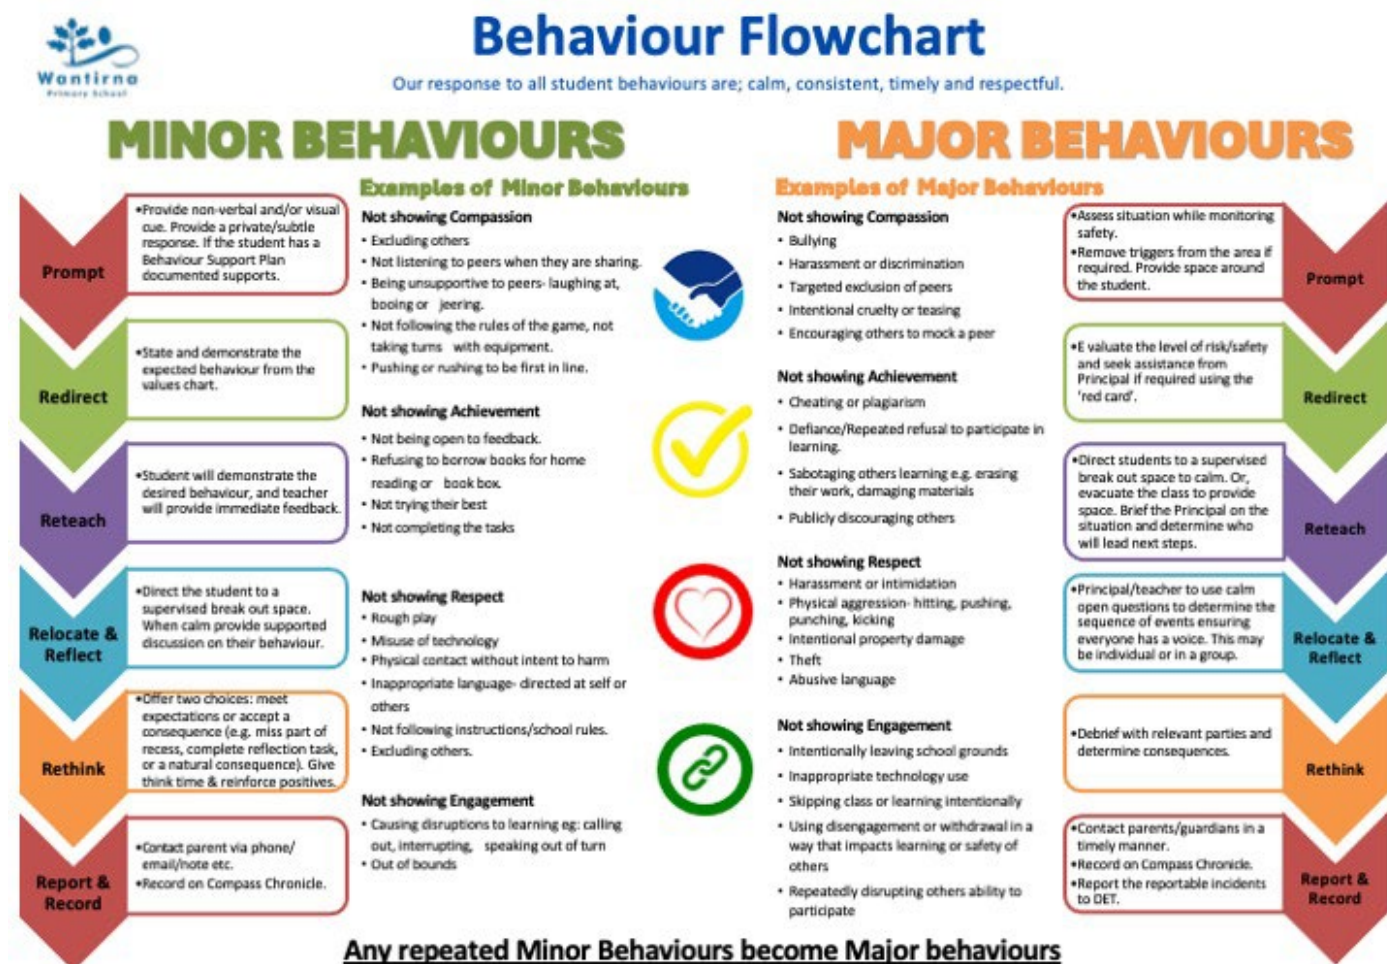 Wantirna
Primary School
Behaviour Flowchart
Our response to all student behaviours are; calm, consistent, timely and respectful.
MINOR BEHAVIOURS
Prompt
•Provide non-verbal and/or visual
cue. Provide a private/subtle
response. If the student has a
Behaviour Support Plan
documented supports.
Redirect
•State and demonstrate the
expected behaviour from the
values chart.
Reteach
•Student will demonstrate the
desired behaviour, and teacher
will provide immediate feedback.
Relocate &
Reflect
•Direct the student to a
supervised break out space.
When calm provide supported
discussion on their behaviour.
Rethink
•Offer two choices: meet
expectations or accept a
consequence (e.g. miss part of
recess, complete reflection task,
or a natural consequence). Give
think time & reinforce positives.
Report &
Record
•Contact parent via phone/
email/note etc.
•Record on Compass Chronicle.
Examples of Minor Behaviours
Not showing Compassion
• Excluding others
• Not listening to peers when they are sharing.
• Being unsupportive to peers- laughing at,
booing or jeering.
• Not following the rules of the game, not
taking turns with equipment.
• Pushing or rushing to be first in line.
Not showing Achievement
• Not being open to feedback.
• Refusing to borrow books for home
reading or book box.
• Not trying their best
• Not completing the tasks
Not showing Respect
• Rough play
• Misuse of technology
• Physical contact without intent to harm
• Inappropriate language- directed at self or
others
• Not following instructions/school rules.
• Excluding others.
Not showing Engagement
• Causing disruptions to learning eg: calling
out, interrupting, speaking out of turn
• Out of bounds
MAJOR BEHAVIOURS
Examples of Major Behaviours
Not showing Compassion
• Bullying
• Harassment or discrimination
• Targeted exclusion of peers
• Intentional cruelty or teasing
• Encouraging others to mock a peer
Not showing Achievement
• Cheating or plagiarism
• Defiance/Repeated refusal to participate in
learning.
• Sabotaging others learning e.g. erasing
their work, damaging materials
• Publicly discouraging others
Not showing Respect
• Harassment or intimidation
• Physical aggression- hitting, pushing,
punching, kicking
• Intentional property damage
• Theft
• Abusive language
Not showing Engagement
• Intentionally leaving school grounds
• Inappropriate technology use
• Skipping class or learning intentionally
• Using disengagement or withdrawal in a
way that impacts learning or safety of
others
• Repeatedly disrupting others ability to
participate
•Assess situation while monitoring
safety.
•Remove triggers from the area if
required. Provide space around
the student.
Prompt
•E valuate the level of risk/safety
and seek assistance from
Principal if required using the
'red card'.
Redirect
•Direct students to a supervised
break out space to calm. Or,
evacuate the class to provide
space. Brief the Principal on the
situation and determine who
will lead next steps.
Reteach
•Principal/teacher to use calm
open questions to determine the
sequence of events ensuring
everyone has a voice. This may
be individual or in a group.
Relocate &
Reflect
•Debrief with relevant parties and
determine consequences.
Rethink
•Contact parents/guardians in a
timely manner.
•Record on Compass Chronicle.
•Report the reportable incidents
to DET.
Report &
Record
Any repeated Minor Behaviours become Major behaviours